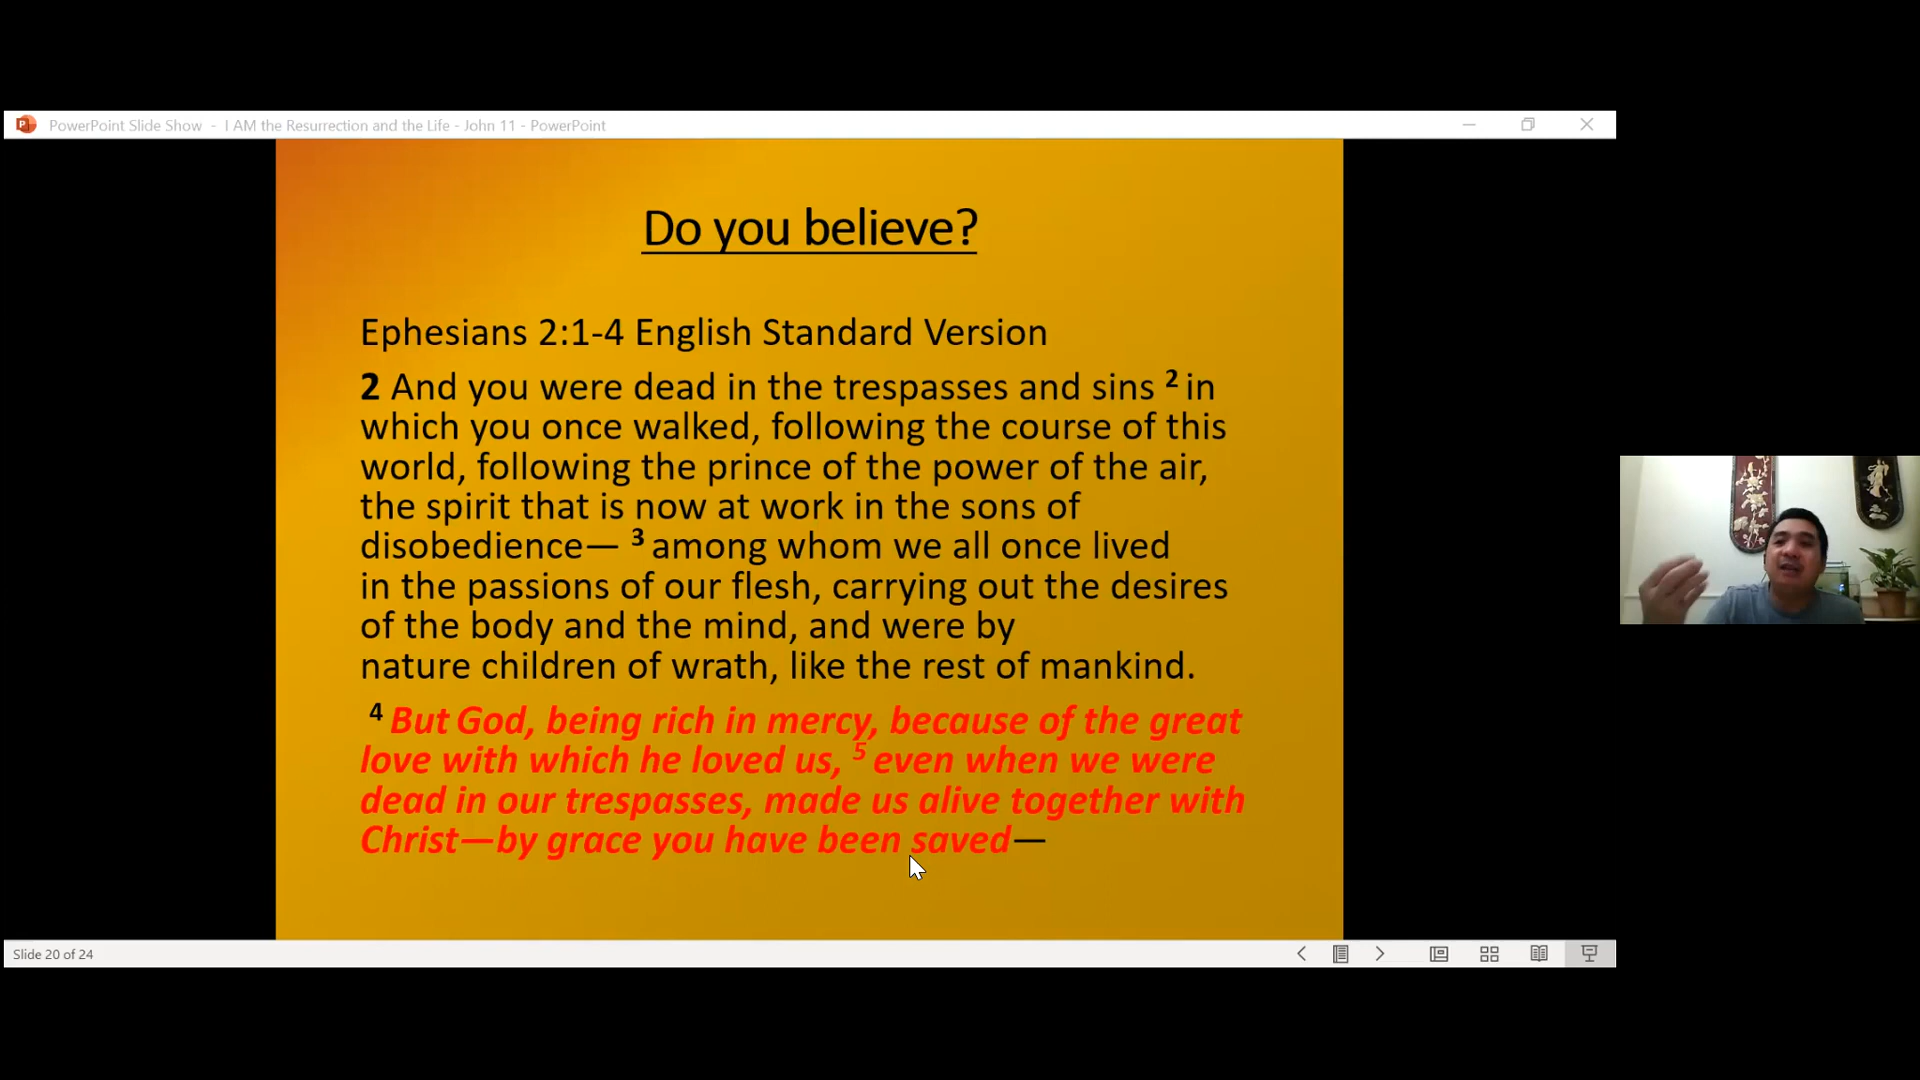 PowerPoint Slide Show - I AM the Resurrection and the Life - John 11 - PowerPoint
Do you believe?
Ephesians 2:1-4 English Standard Version
2 And you were dead in the trespasses and sins 2 in
which you once walked, following the course of this
world, following the prince of the power of the air,
the spirit that is now at work in the sons of
disobedience— 3 among whom we all once lived
in the passions of our flesh, carrying out the desires
of the body and the mind, and were by
nature children of wrath, like the rest of mankind.
4 But God, being rich in mercy, because of the great
love with which he loved us, 5 even when we were
dead in our trespasses, made us alive together with
Christ—by grace you have been saved—
Slide 20 of 24